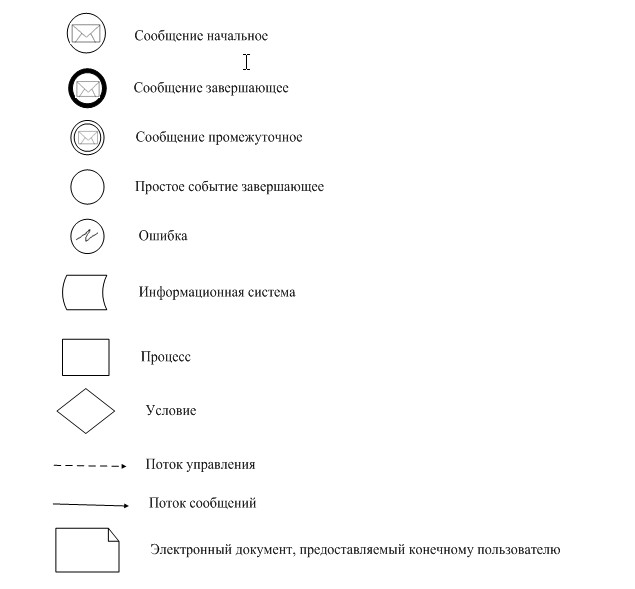 Сообщение начальное
Сообщение завершающее
Сообщение промежуточное
Простое событие завершающее
Ошибка
Информационная система
Процесс
Условие
Поток управления
Поток сообщений
Электронный документ, предоставляемый конечному пользователю